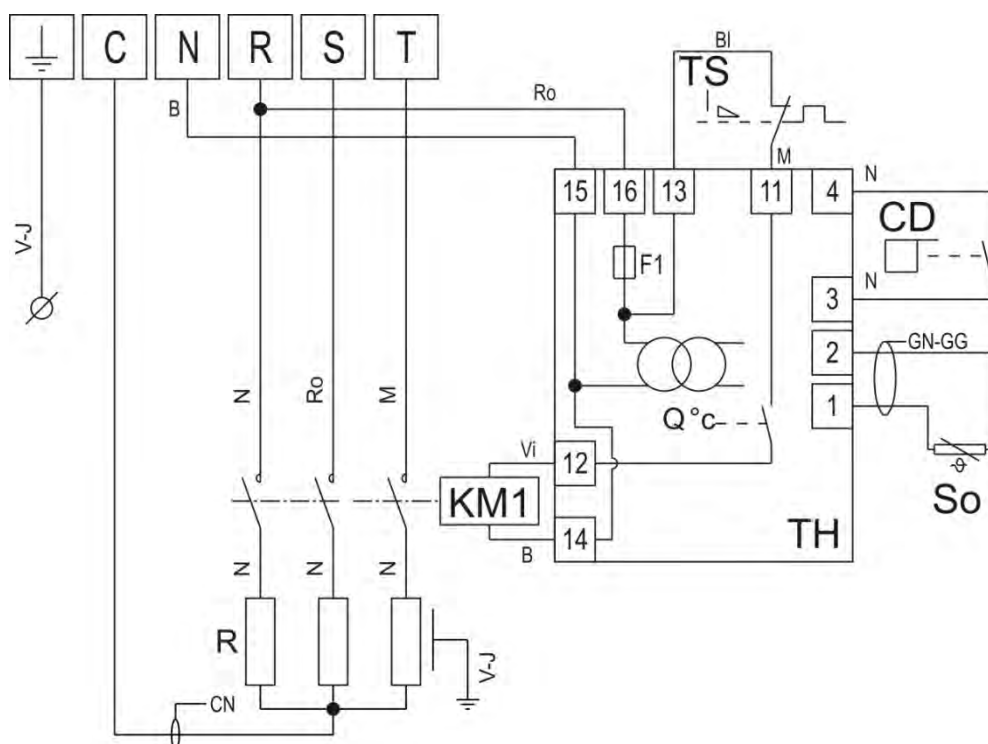 C N R S T
Bl
TS
B
Ro
M
15 16 13 11 4
N
CD
V-J
F1
N
3
2
GN-GG
1
N
Ro
M
Q°c
Vi
12
So
KM1
14
TH
B
N
N
N
R
V-J
CN